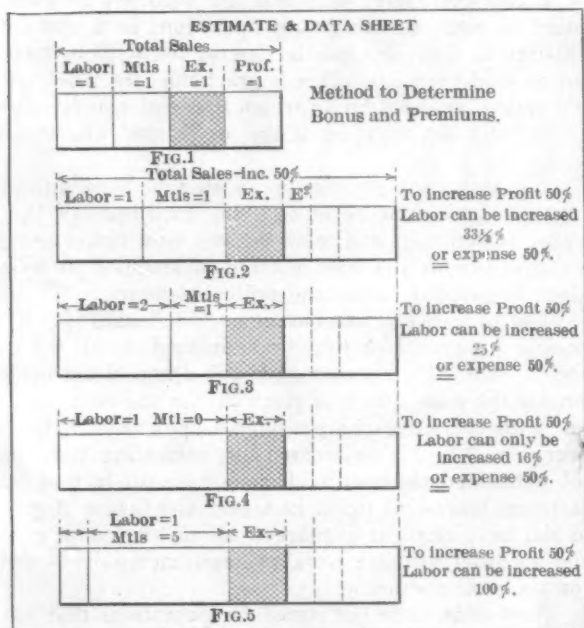 ESTIMATE & DATA SHEET
Total Sales
Labor Mtls Ex. Prof.
=1 =1 =1 =1
Method to Determine
Bonus and Premiums.
FIG.1
Total Sales-inc. 50%
Labor=1 Mtls=1 Ex.
To increase Profit 50%
Labor can be increased
33⅓%
or expense 50%.
FIG.2
Labor=2 Mtls
=1 Ex.
To increase Profit 50%
Labor can be increased
25%
or expense 50%.
FIG.3
Labor=1 Mtl=0 Ex.
To increase Profit 50%
Labor can only be
increased 16%
or expense 50%.
FIG.4
Labor=1
Mtls=5 Ex.
To increase Profit 50%
Labor can be increased
100%.
FIG.5